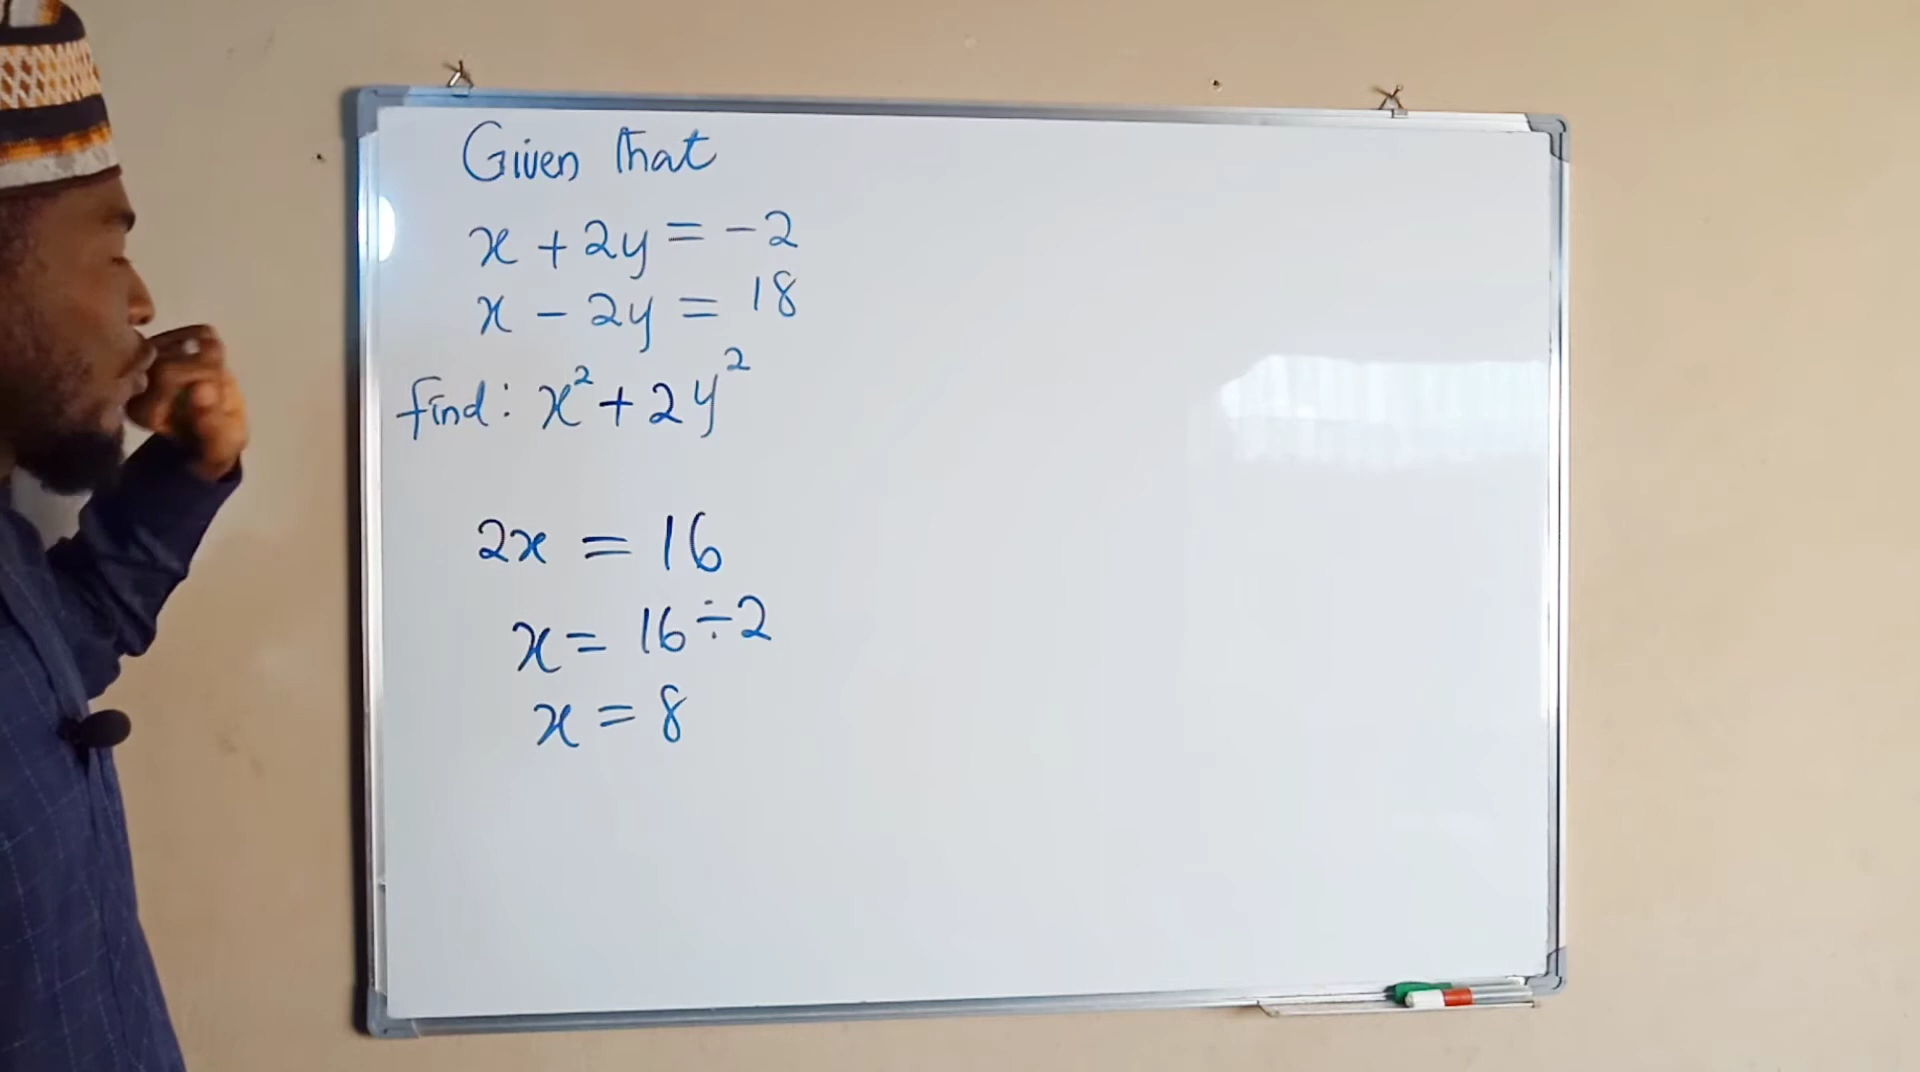 Given that
x + 2y = -2
x - 2y = 18
find: x² + 2y²
2x = 16
x = 16 ÷ 2
x = 8